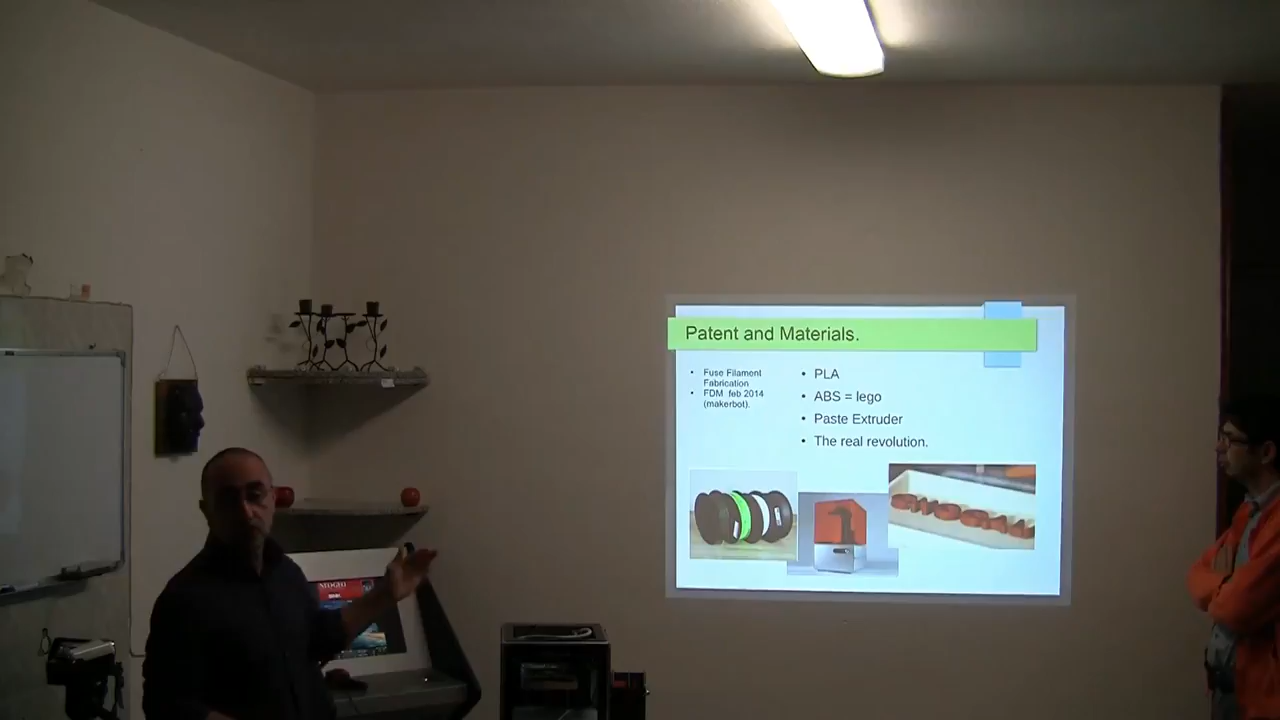 Patent and Materials.
• Fuse Filament
Fabrication
• FDM feb 2014
(makerbot).
• PLA
• ABS = lego
• Paste Extruder
• The real revolution.